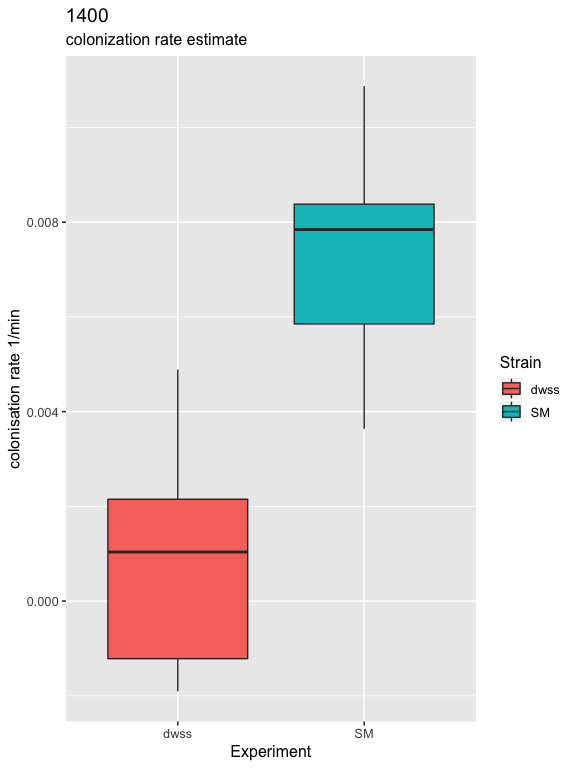 1400
colonization rate estimate
colonisation rate 1/min
0.008
0.004
0.000
dwss
SM
Experiment
Strain
dwss
SM